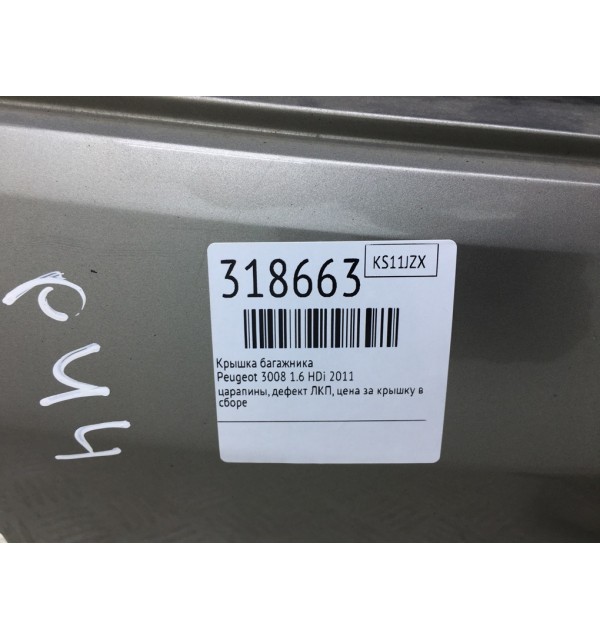 318663
KS11JZX
Крышка багажника
Peugeot 3008 1.6 HDi 2011
царапины, дефект ЛКП, цена за крышку в
сборе